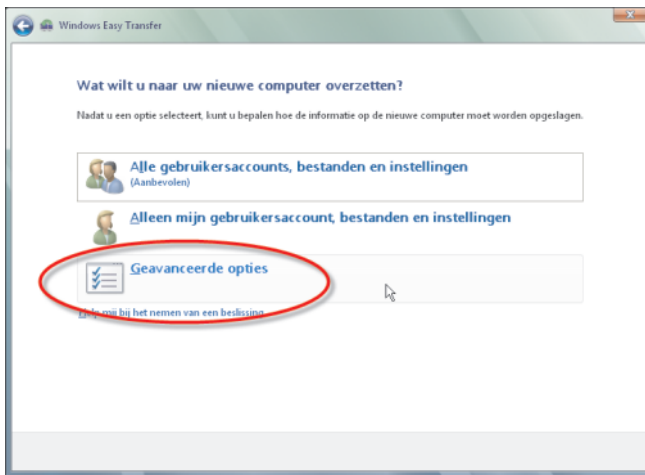 Windows Easy Transfer
Wat wilt u naar uw nieuwe computer overzetten?
Nadat u een optie selecteert, kunt u bepalen hoe de informatie op de nieuwe computer moet worden opgeslagen.
Alle gebruikersaccounts, bestanden en instellingen
(Aanbevolen)
Alleen mijn gebruikersaccount, bestanden en instellingen
Geavanceerde opties
Help mij bij het nemen van een beslissing